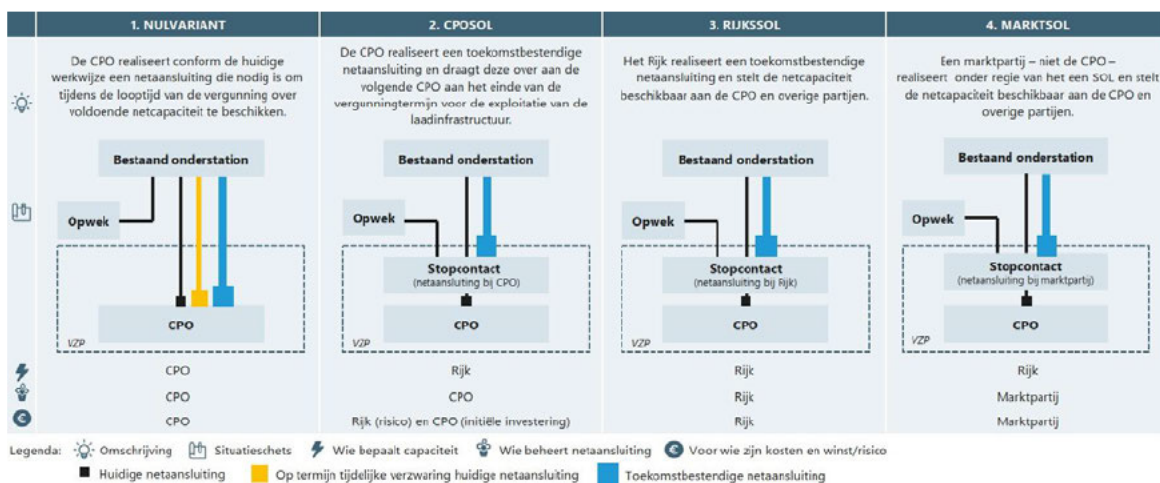 1. NULVARIANT
2. CPOSOL
3. RIJKSSOL
4. MARKTSOL
De CPO realiseert conform de huidige
werkwijze een netaansluiting die nodig is om
tijdens de looptijd van de vergunning over
voldoende netcapaciteit te beschikken.
De CPO realiseert een toekomstbestendige
netaansluiting en draagt deze over aan de
volgende CPO aan het einde van de
vergunningtermijn voor de exploitatie van de
laadinfrastructuur.
Het Rijk realiseert een toekomstbestendige
netaansluiting en stelt de netcapaciteit
beschikbaar aan de CPO en overige partijen.
Een marktpartij – niet de CPO –
realiseert onder regie van het een SOL en stelt
de netcapaciteit beschikbaar aan de CPO en
overige partijen.
Bestaand onderstation
Opwek
CPO
VZP
Bestaand onderstation
Opwek
Stopcontact
(netaansluiting bij CPO)
CPO
VZP
Bestaand onderstation
Opwek
Stopcontact
(netaansluiting bij Rijk)
CPO
VZP
Bestaand onderstation
Opwek
Stopcontact
(netaansluiting bij marktpartij)
CPO
VZP
CPO
Rijk
Rijk
Rijk
CPO
CPO
Rijk
Marktpartij
CPO
Rijk (risico) en CPO (initiële investering)
Rijk
Marktpartij
Legenda: Omschrijving Situatieschets Wie bepaalt capaciteit Wie beheert netaansluiting € Voor wie zijn kosten en winst/risico
Huidige netaansluiting Op termijn tijdelijke verzwaring huidige netaansluiting Toekomstbestendige netaansluiting